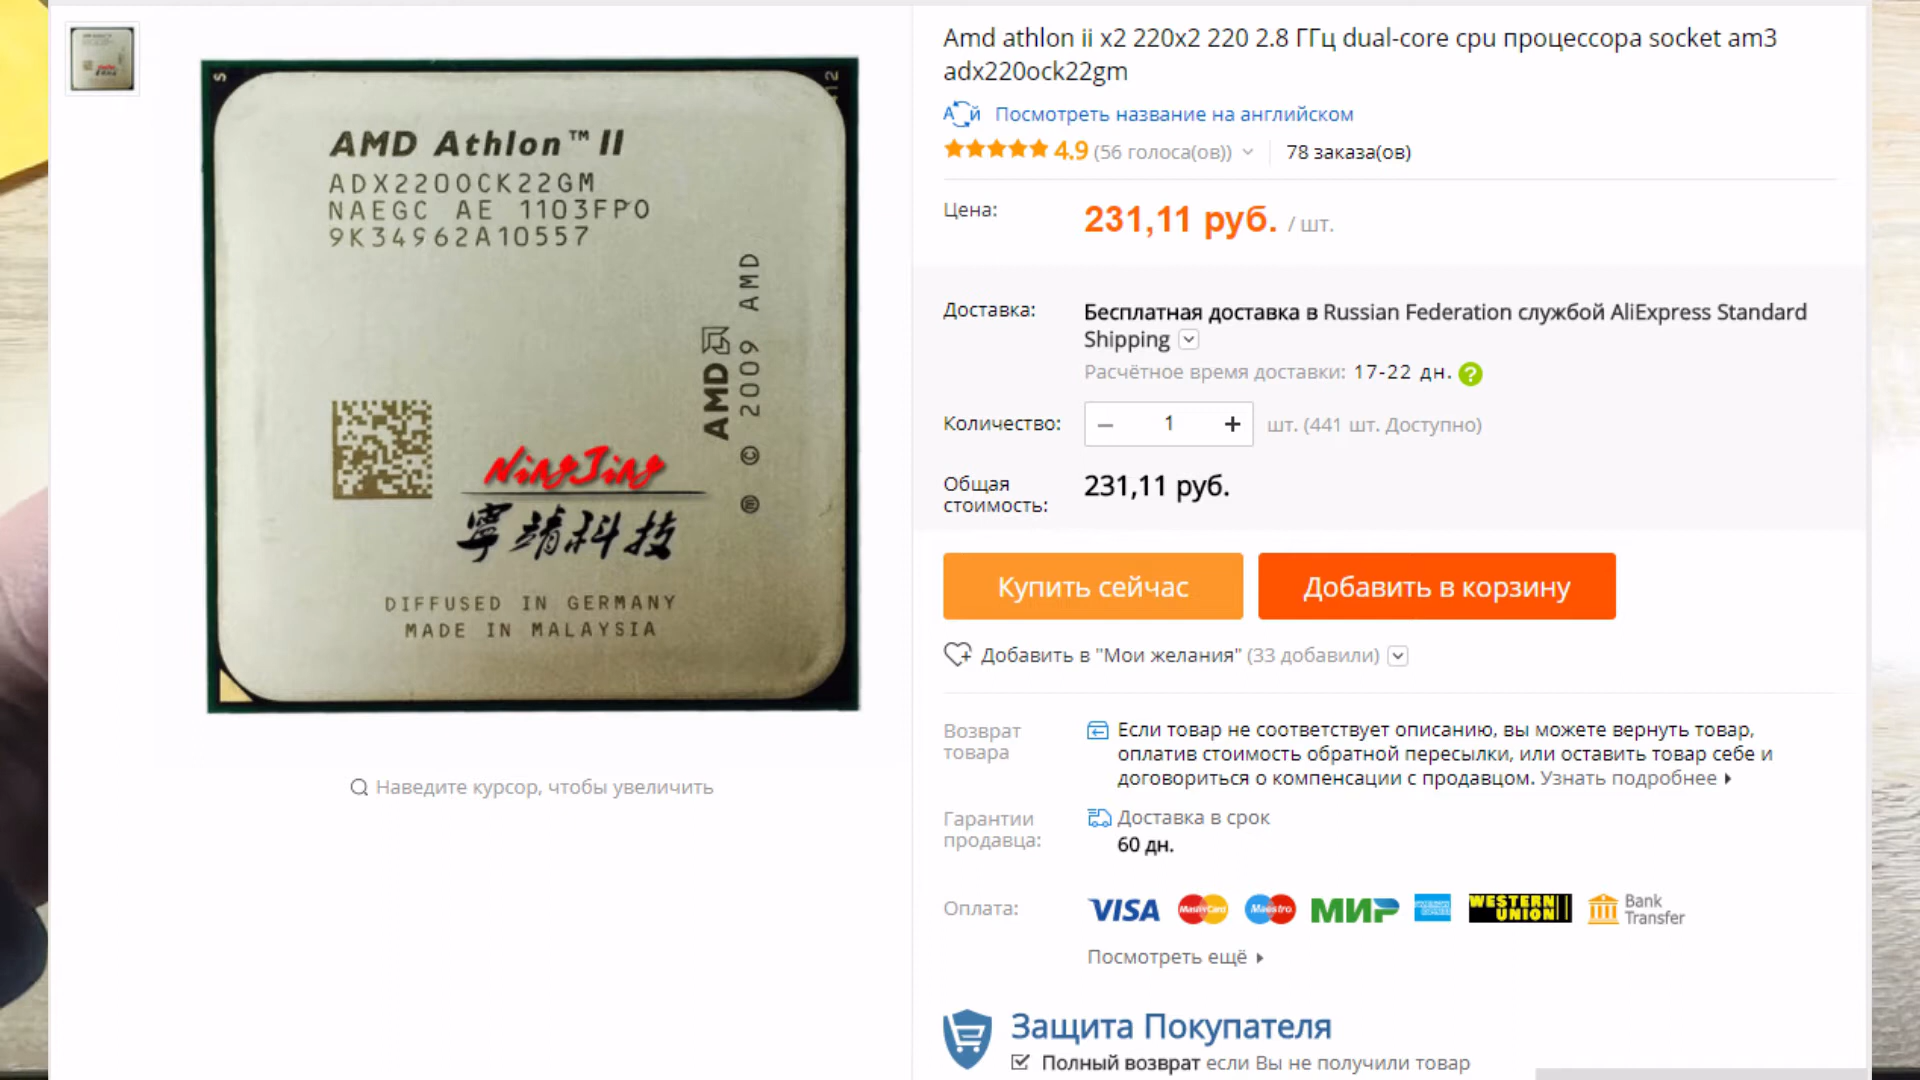 AMD Athlon™ II
ADX220OCK22GM
NAEGC AE 1103FPO
9K34962A10557
AMD
© 2009 AMD
NingJing
寧靖科技
DIFFUSED IN GERMANY
MADE IN MALAYSIA
Наведите курсор, чтобы увеличить
Amd athlon ii x2 220x2 220 2.8 ГГц dual-core cpu процессора socket am3
adx220ock22gm
Посмотреть название на английском
4.9 (56 голоса(ов)) 78 заказа(ов)
Цена: 231,11 руб. / шт.
Доставка: Бесплатная доставка в Russian Federation службой AliExpress Standard
Shipping
Расчётное время доставки: 17-22 дн. ?
Количество: – 1 + шт. (441 шт. Доступно)
Общая
стоимость: 231,11 руб.
Купить сейчас Добавить в корзину
Добавить в "Мои желания" (33 добавили)
Возврат
товара
Если товар не соответствует описанию, вы можете вернуть товар,
оплатив стоимость обратной пересылки, или оставить товар себе и
договориться о компенсации с продавцом. Узнать подробнее
Гарантии
продавца:
Доставка в срок
60 дн.
Оплата: VISA MasterCard Maestro МИР WESTERN UNION Bank Transfer
Посмотреть ещё
Защита Покупателя
Полный возврат если Вы не получили товар